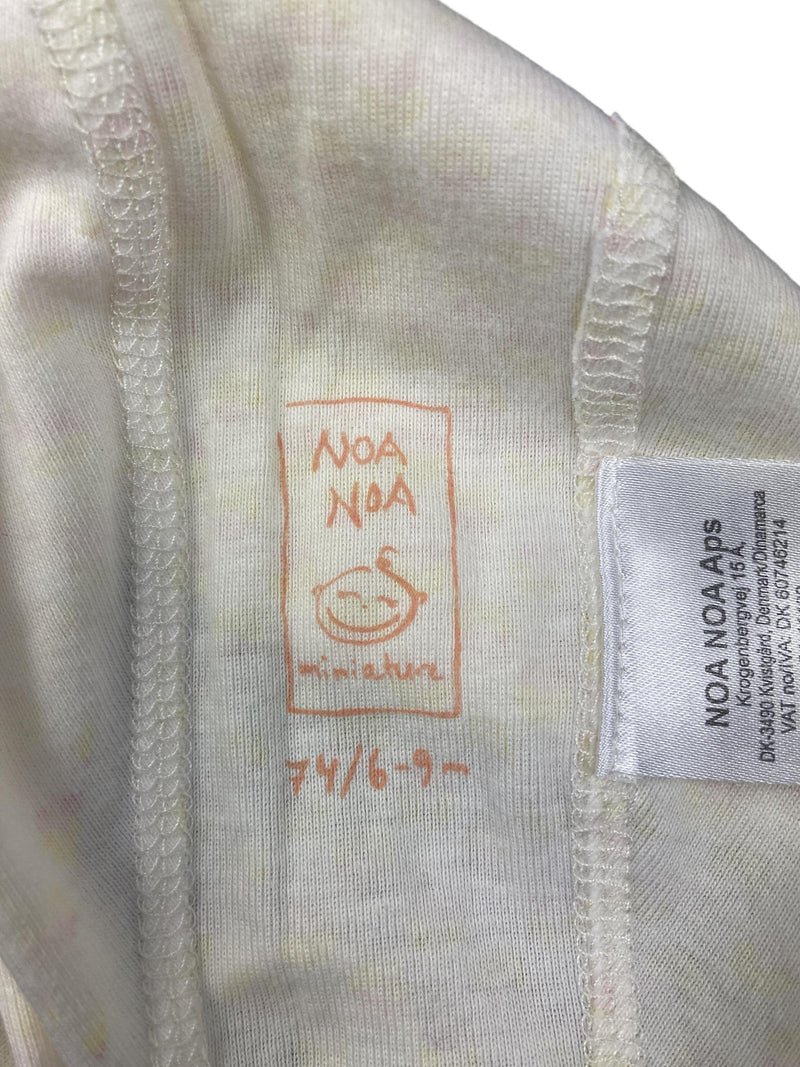 NOA
NOA
miniature
74/6-9m
NOA NOA Aps
Krogenbergvej 15 A,
DK-3490 Kvistgård, Denmark/Dinamarca
VAT no/IVA: DK 60746214